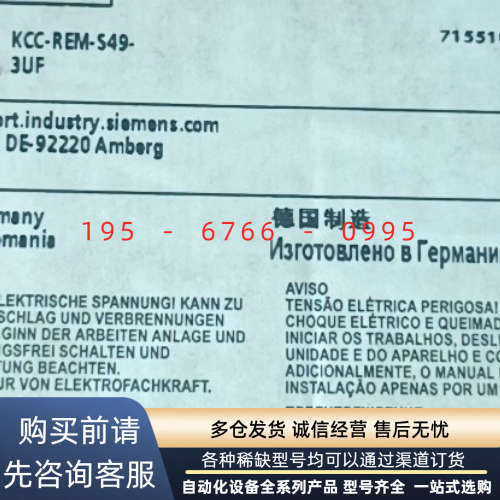 KCC-REM-S49-
3UF
71551
ort.industry.siemens.com
DE-92220 Amberg
many
mania
德国制造
Изготовлено в Германи
195 - 6766 - 0995
LEKTRISCHE SPANNUNG! KANN ZU
SCHLAG UND VERBRENNUNGEN
GINN DER ARBEITEN ANLAGE UND
GSFREI SCHALTEN UND
TUNG BEACHTEN.
UR VON ELEKTROFACHKRAFT.
AVISO
TENSÃO ELÉTRICA PERIGOSA!
CHOQUE ELÉTRICO E QUEIMA
INICIAR OS TRABALHOS, DESL
UNIDADE E DO APARELHO E CO
ADICIONALMENTE, O MANUAL
INSTALAÇÃO APENAS POR UM
购买前请
先咨询客服
多仓发货 诚信经营 售后无忧
各种稀缺型号均可以通过渠道订货
自动化设备全系列产品 型号齐全 一站式选购